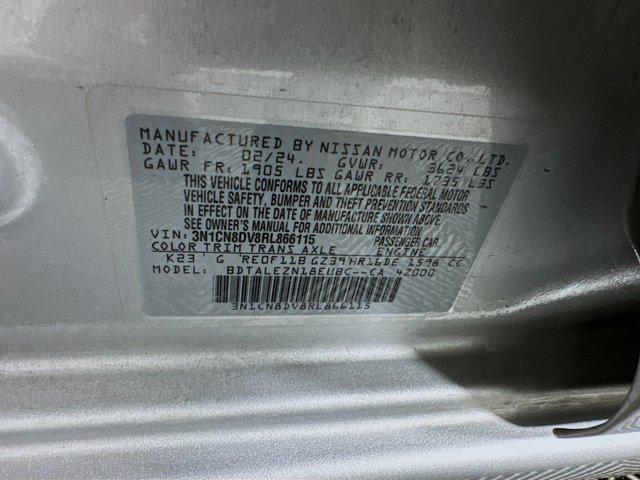 MANUFACTURED BY NISSAN MOTOR CO., LTD.
DATE: 02/24. GVWR: 3624 LBS
GAWR FR: 1905 LBS GAWR RR: 1735 LBS
THIS VEHICLE CONFORMS TO ALL APPLICABLE FEDERAL MOTOR
VEHICLE SAFETY, BUMPER AND THEFT PREVENTION STANDARDS
IN EFFECT ON THE DATE OF MANUFACTURE SHOWN ABOVE.
SEE OWNER'S MANUAL FOR ADDITIONAL INFORMATION
VIN: 3N1CN8DV8RL866115 PASSENGER CAR.
COLOR TRIM TRANS AXLE ENGINE
K23 G RE0F11B GZ39 HR16DE 1598 CC
MODEL: BDTALEZN18EUBC--CA 42000
3N1CN8DV8RL866115